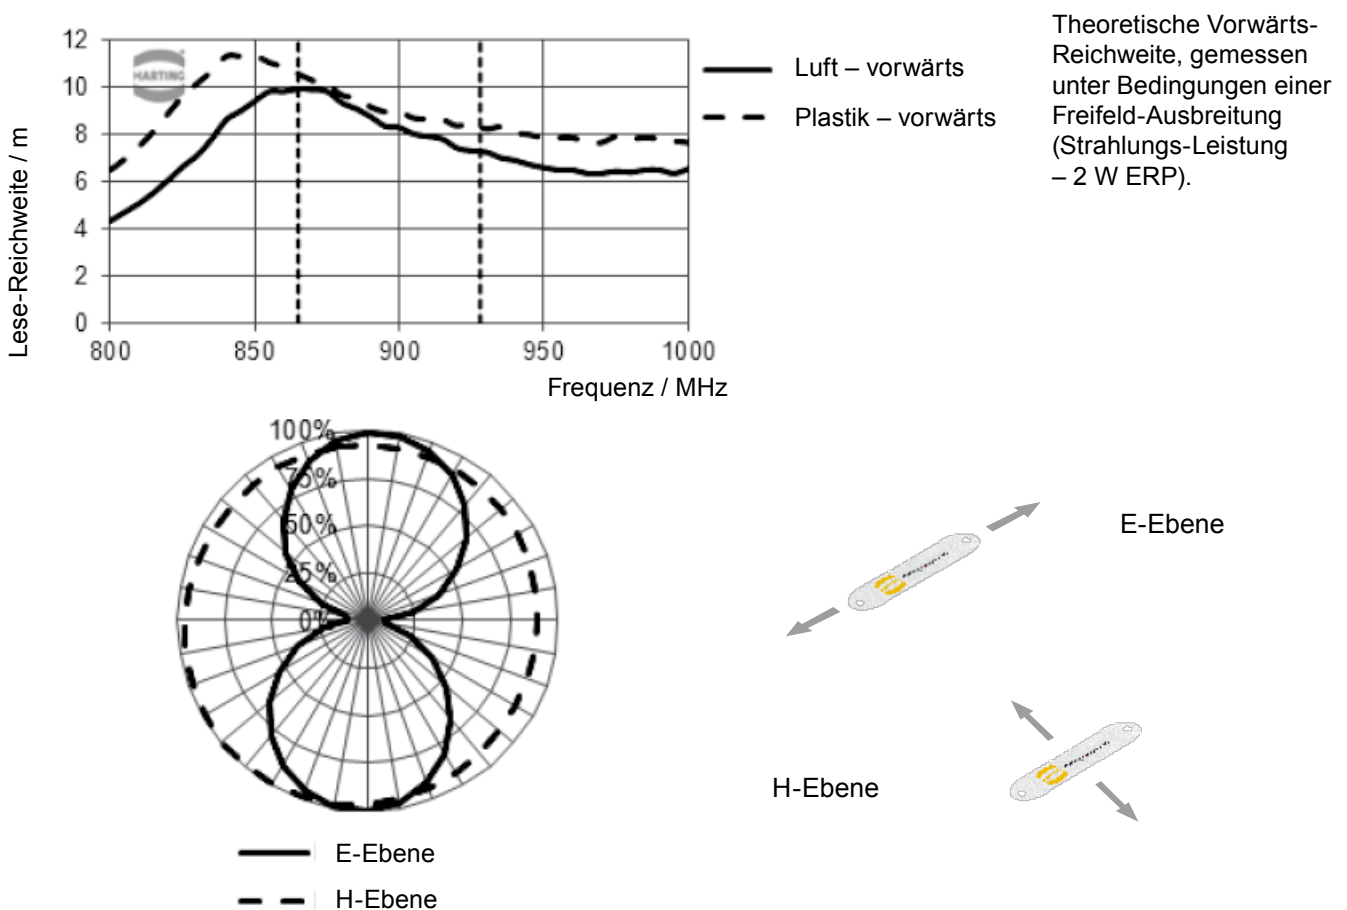 12
10
8
6
4
2
0
Lese-Reichweite / m
HARTING
800
850
900
950
1000
Frequenz / MHz
Luft – vorwärts
Plastik – vorwärts
Theoretische Vorwärts-
Reichweite, gemessen
unter Bedingungen einer
Freifeld-Ausbreitung
(Strahlungs-Leistung
– 2 W ERP).
100%
75%
50%
25%
0%
E-Ebene
H-Ebene
E-Ebene
H-Ebene